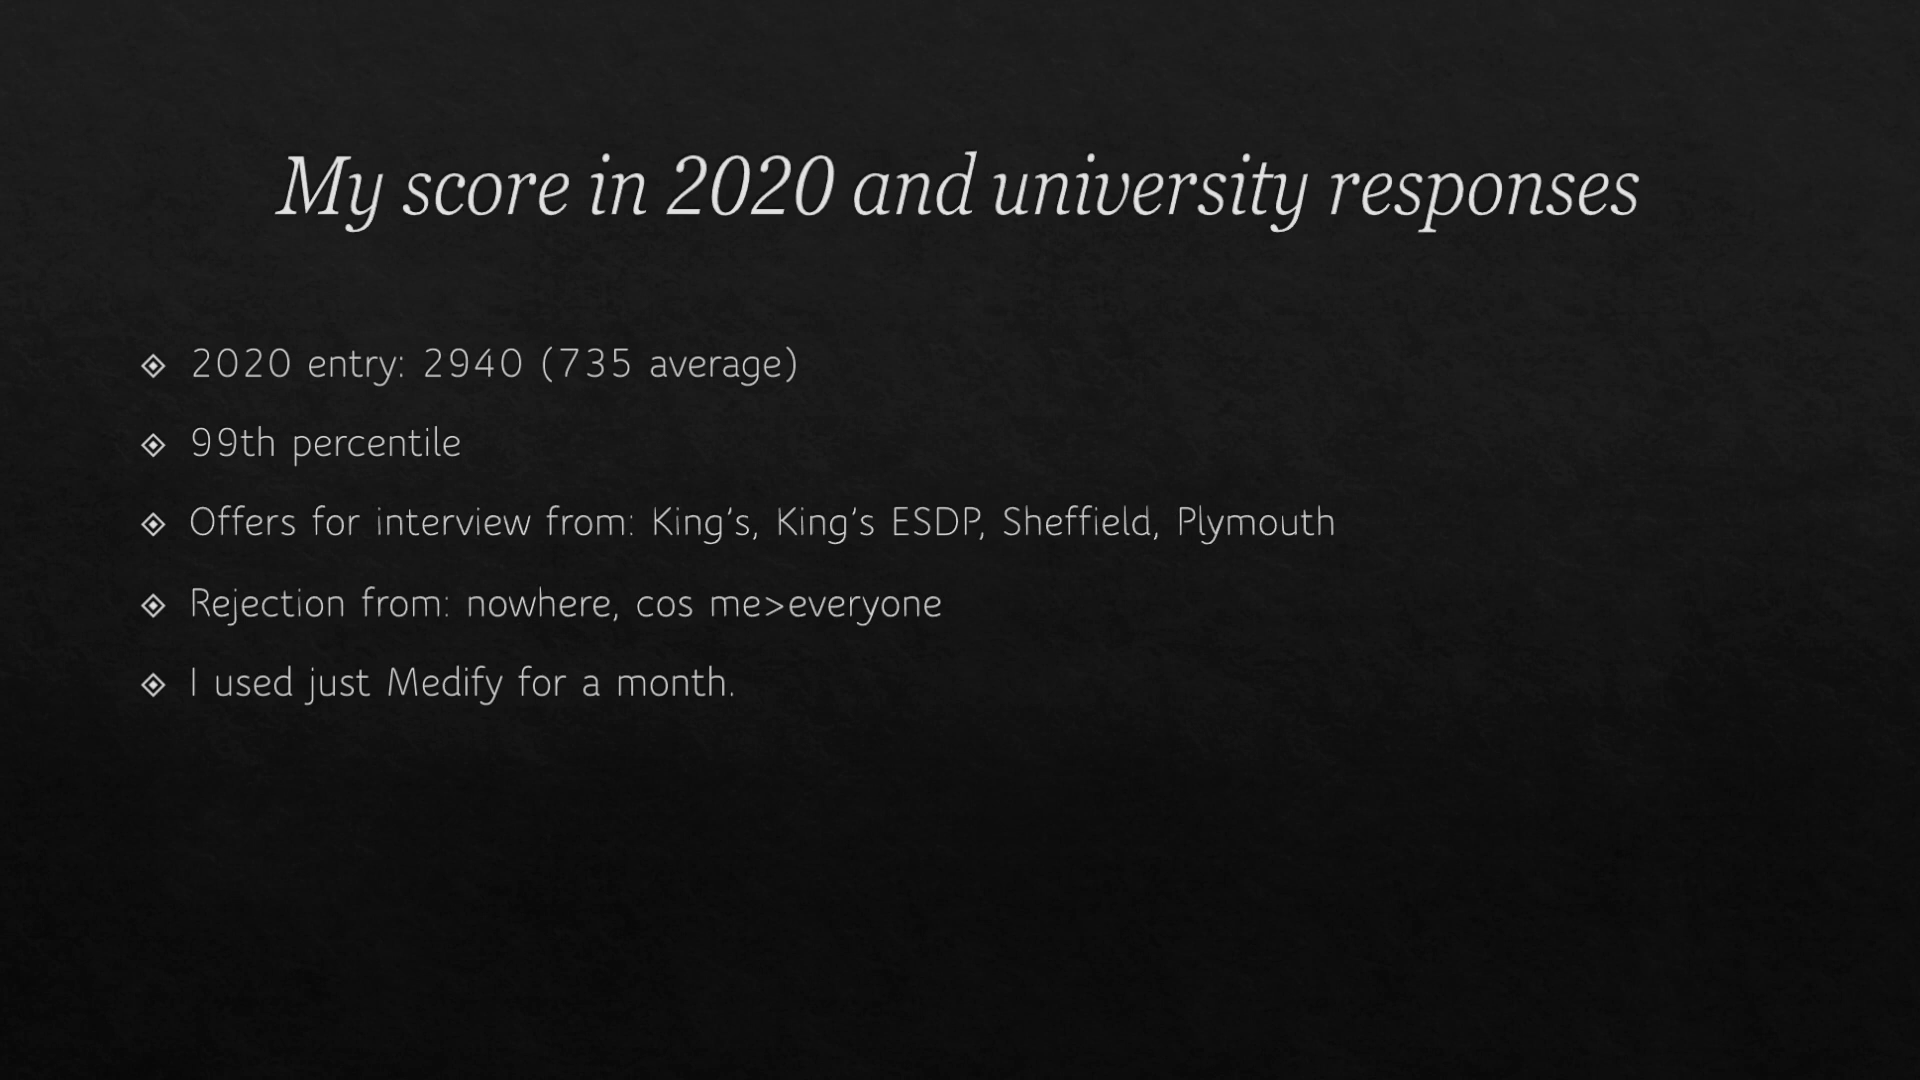 My score in 2020 and university responses
2020 entry: 2940 (735 average)
99th percentile
Offers for interview from: King’s, King’s ESDP, Sheffield, Plymouth
Rejection from: nowhere, cos me>everyone
I used just Medify for a month.